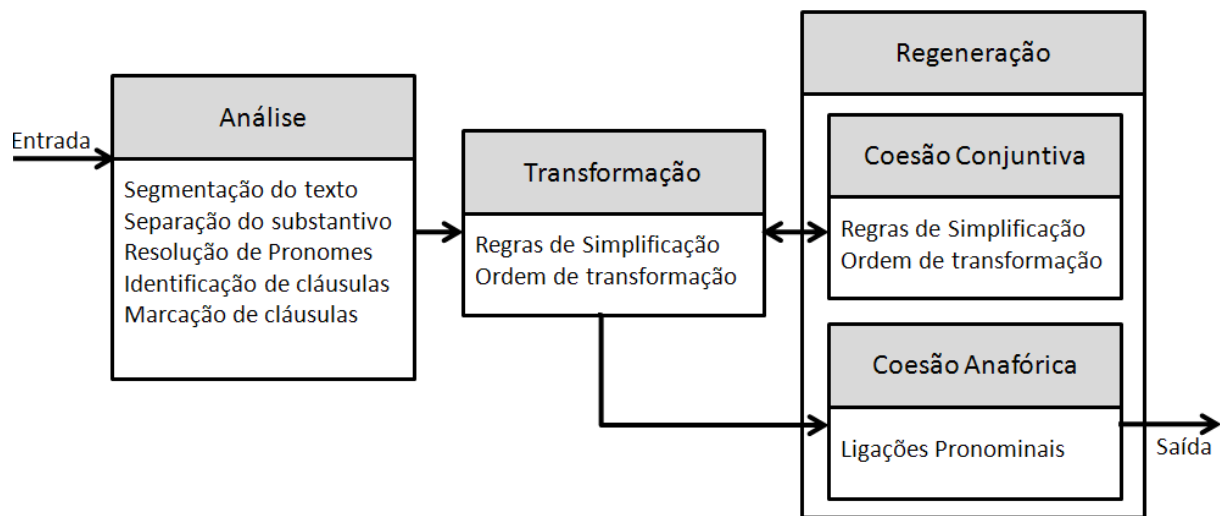 Entrada
Análise
Segmentação do texto
Separação do substantivo
Resolução de Pronomes
Identificação de cláusulas
Marcação de cláusulas
Transformação
Regras de Simplificação
Ordem de transformação
Regeneração
Coesão Conjuntiva
Regras de Simplificação
Ordem de transformação
Coesão Anafórica
Ligações Pronominais
Saída